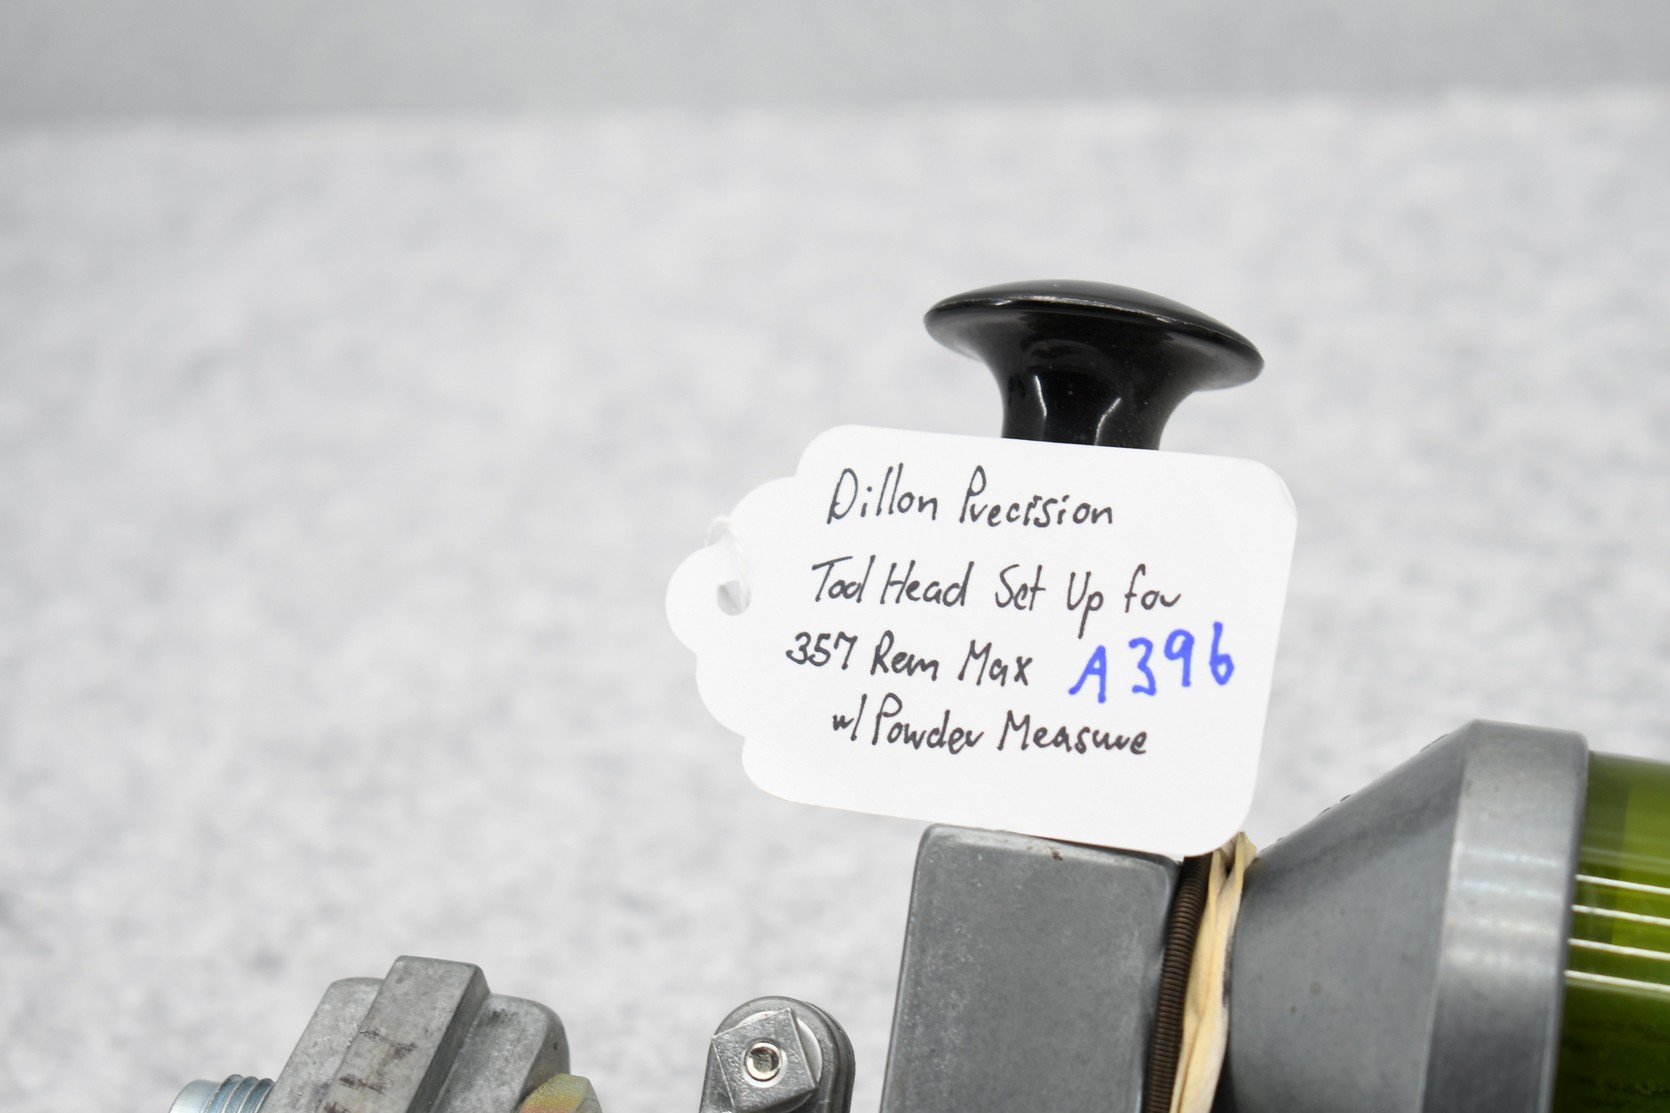 Dillon Precision
Tool Head Set Up for
357 Rem Max A396
w/ Powder Measure